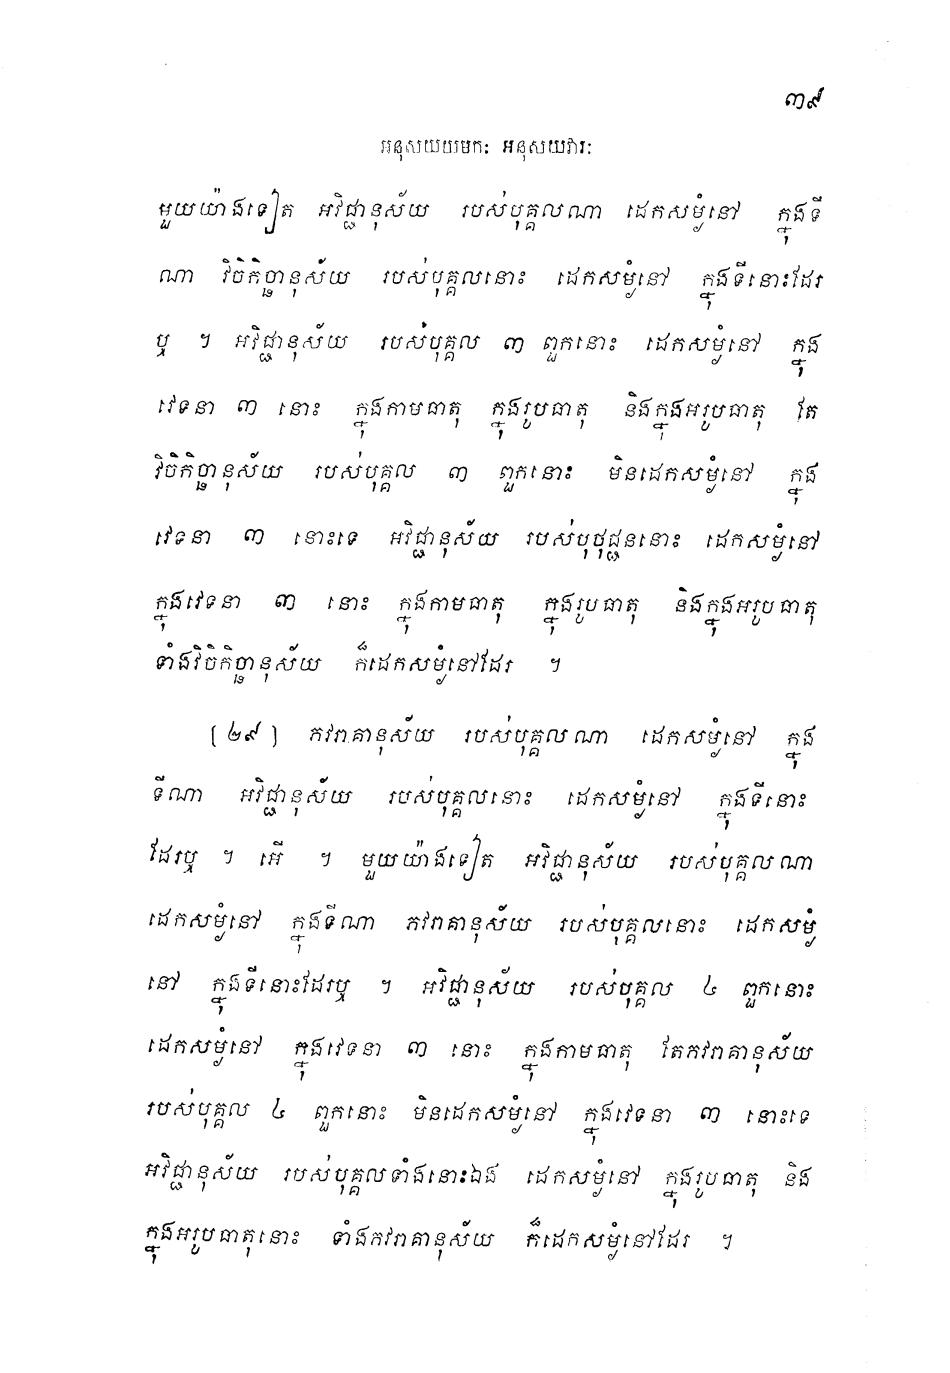 ៣៩
អនុសយយមក: អនុសយវារ:
មួយយ៉ាងទៀត អវិជ្ជានុស័យ របស់បុគ្គលណា ដេកសម្ងំនៅ ក្នុងទី
ណា វិចិកិច្ឆានុស័យ របស់បុគ្គលនោះ ដេកសម្ងំនៅ ក្នុងទីនោះដែរ
ឬ ។ អវិជ្ជានុស័យ របស់បុគ្គល ៣ ពួកនោះ ដេកសម្ងំនៅ ក្នុង
វេទនា ៣ នោះ ក្នុងកាមធាតុ ក្នុងរូបធាតុ និងក្នុងអរូបធាតុ តែ
វិចិកិច្ឆានុស័យ របស់បុគ្គល ៣ ពួកនោះ មិនដេកសម្ងំនៅ ក្នុង
វេទនា ៣ នោះទេ អវិជ្ជានុស័យ របស់បុថុជ្ជននោះ ដេកសម្ងំនៅ
ក្នុងវេទនា ៣ នោះ ក្នុងកាមធាតុ ក្នុងរូបធាតុ និងក្នុងអរូបធាតុ
ទាំងវិចិកិច្ឆានុស័យ ក៏ដេកសម្ងំនៅដែរ ។
[ ២៩ ] ភវរាគានុស័យ របស់បុគ្គលណា ដេកសម្ងំនៅ ក្នុង
ទីណា អវិជ្ជានុស័យ របស់បុគ្គលនោះ ដេកសម្ងំនៅ ក្នុងទីនោះ
ដែរឬ ។ អើ ។ មួយយ៉ាងទៀត អវិជ្ជានុស័យ របស់បុគ្គលណា
ដេកសម្ងំនៅ ក្នុងទីណា ភវរាគានុស័យ របស់បុគ្គលនោះ ដេកសម្ងំ
នៅ ក្នុងទីនោះដែរឬ ។ អវិជ្ជានុស័យ របស់បុគ្គល ៤ ពួកនោះ
ដេកសម្ងំនៅ ក្នុងវេទនា ៣ នោះ ក្នុងកាមធាតុ តែភវរាគានុស័យ
របស់បុគ្គល ៤ ពួកនោះ មិនដេកសម្ងំនៅ ក្នុងវេទនា ៣ នោះទេ
អវិជ្ជានុស័យ របស់បុគ្គលទាំងនោះឯង ដេកសម្ងំនៅ ក្នុងរូបធាតុ និង
ក្នុងអរូបធាតុនោះ ទាំងភវរាគានុស័យ ក៏ដេកសម្ងំនៅដែរ ។